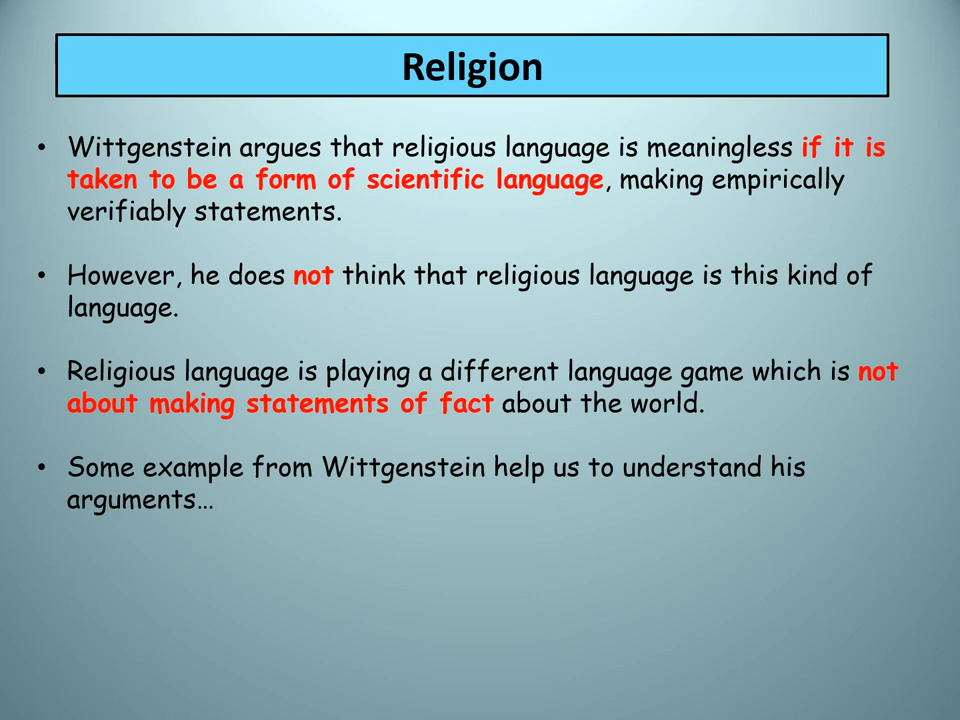 Religion
• Wittgenstein argues that religious language is meaningless if it is
taken to be a form of scientific language, making empirically
verifiably statements.
• However, he does not think that religious language is this kind of
language.
• Religious language is playing a different language game which is not
about making statements of fact about the world.
• Some example from Wittgenstein help us to understand his
arguments…